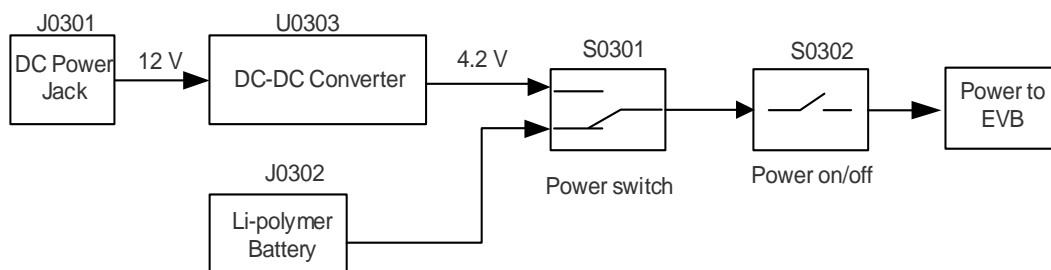 J0301
U0303
S0301
S0302
DC Power
Jack
12 V
DC-DC Converter
4.2 V
Power to
EVB
J0302
Li-polymer
Battery
Power switch
Power on/off